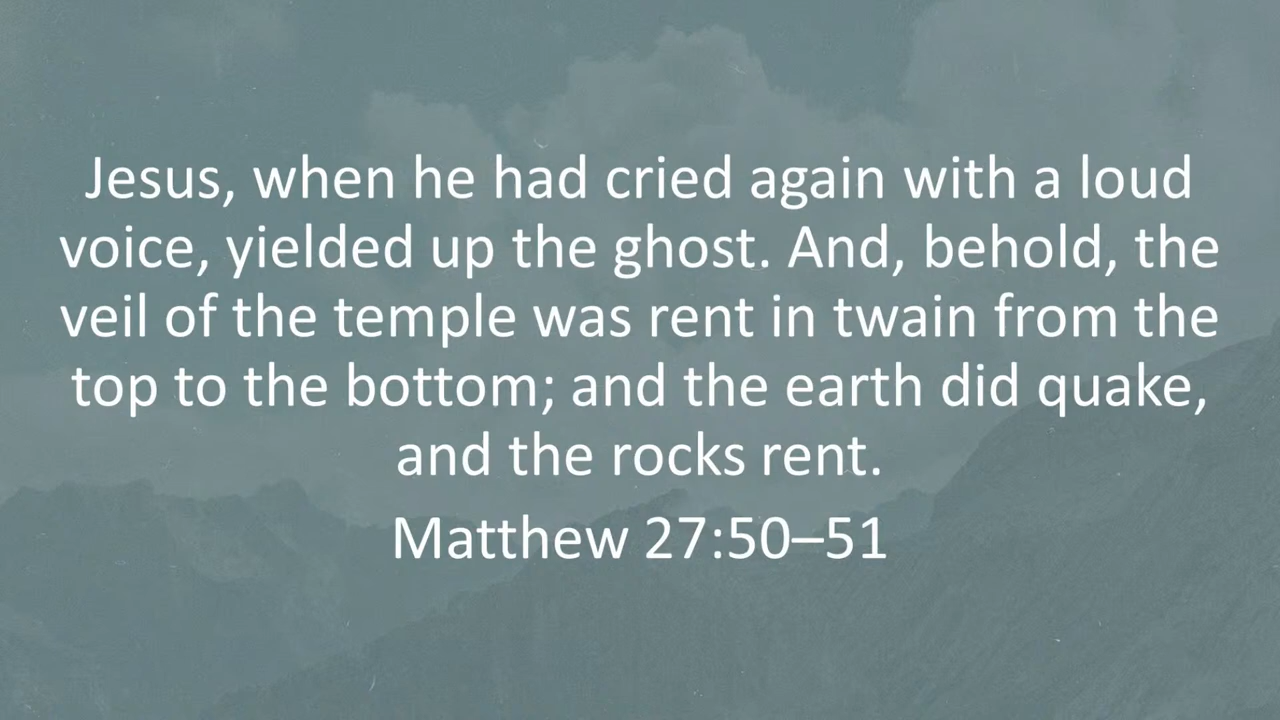 Jesus, when he had cried again with a loud
voice, yielded up the ghost. And, behold, the
veil of the temple was rent in twain from the
top to the bottom; and the earth did quake,
and the rocks rent.
Matthew 27:50–51